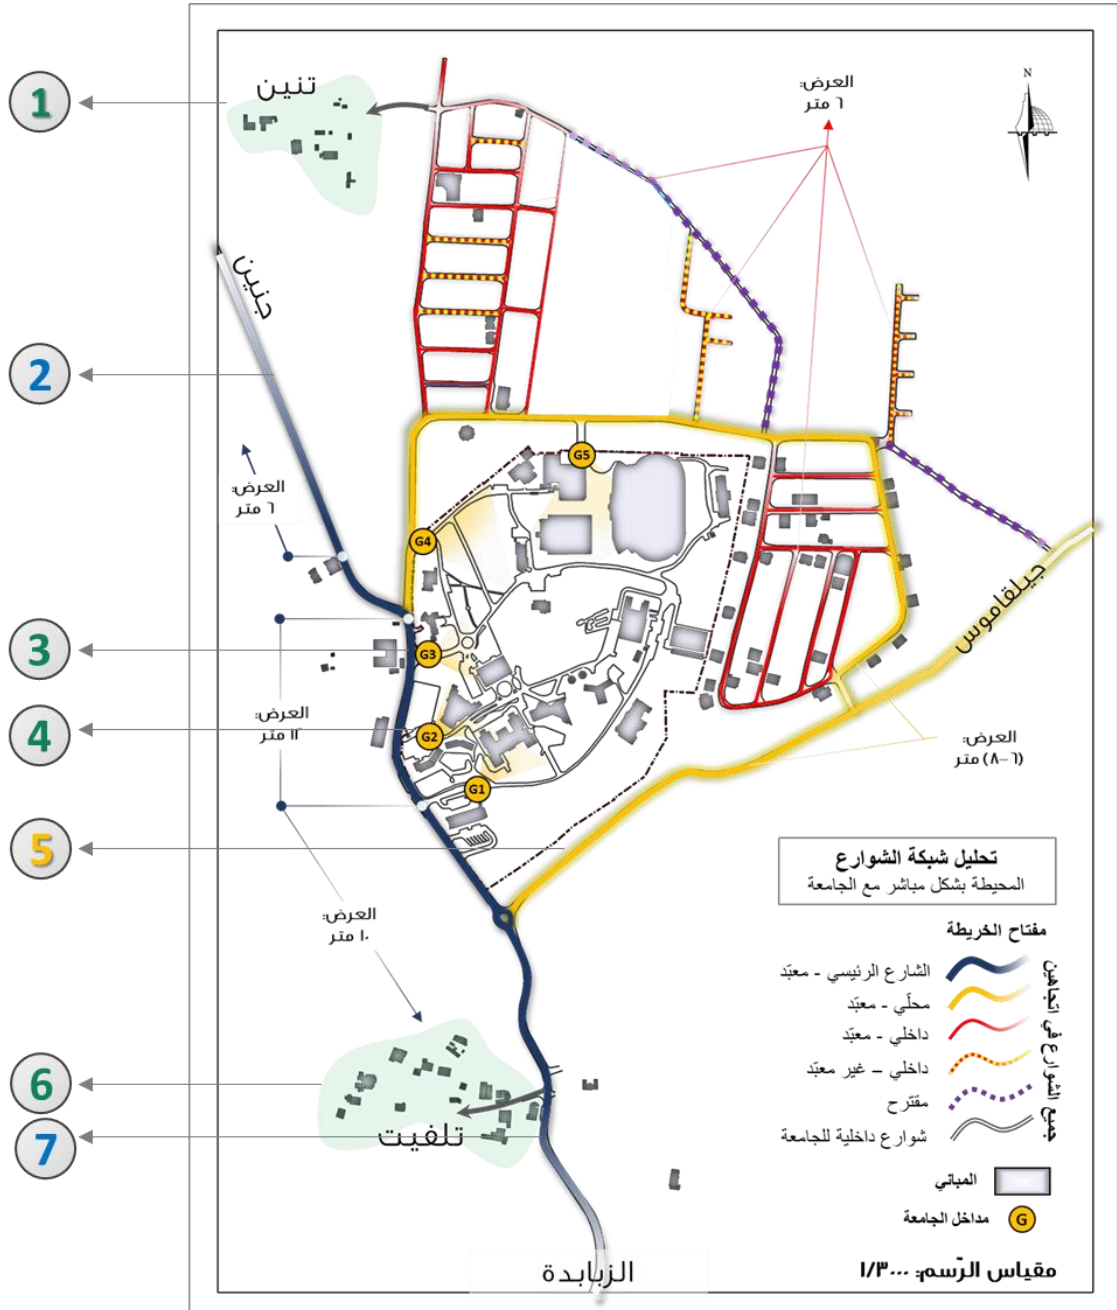 1
تنين
العرض:
٦ متر
N
جنين
2
العرض:
٦ متر
G5
G4
3
G3
جيلقاموس
العرض:
١٢ متر
4
G2
العرض:
(٦-٨) متر
G1
5
تحليل شبكة الشوارع
المحيطة بشكل مباشر مع الجامعة
العرض:
١٠ متر
مفتاح الخريطة
جميع الشوارع في اتجاهين
الشارع الرئيسي - معبّد
محلّي - معبّد
داخلي - معبّد
داخلي – غير معبّد
مقترح
شوارع داخلية للجامعة
6
تلفيت
7
المباني
G
مداخل الجامعة
الزبابدة
مقياس الرّسم: ١/٣٠٠٠